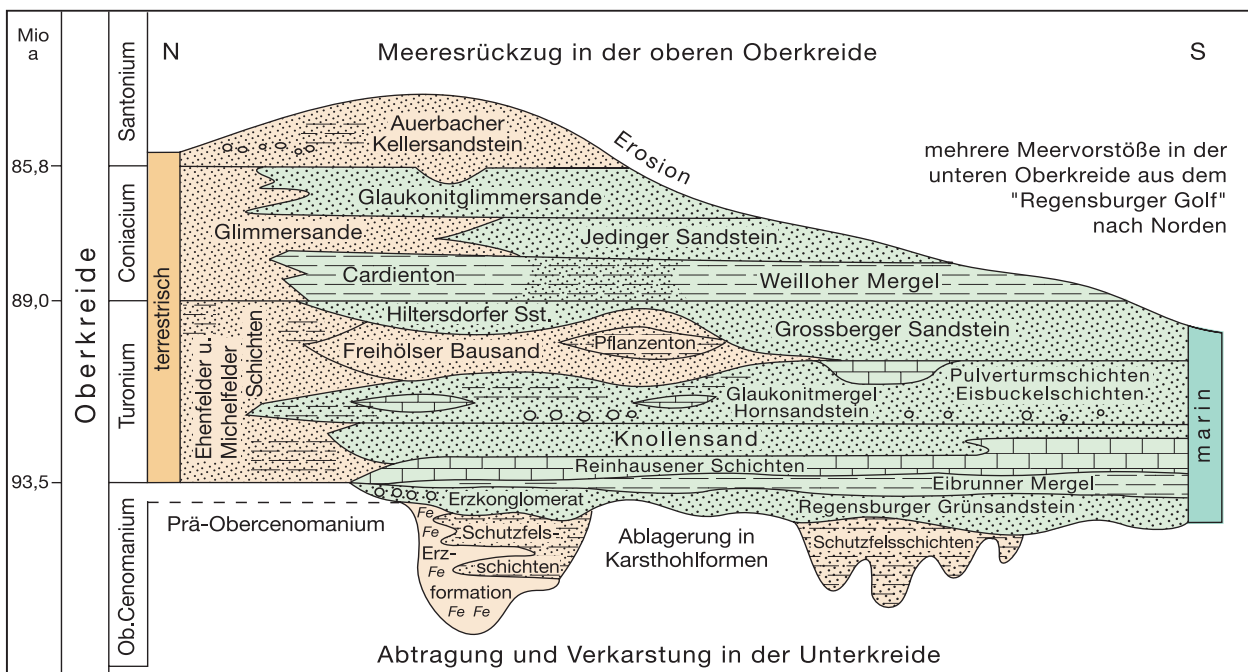 Mio
a
N
Meeresrückzug in der oberen Oberkreide
S
Santonium
Auerbacher
Kellersandstein
Erosion
mehrere Meervorstöße in der
unteren Oberkreide aus dem
"Regensburger Golf"
nach Norden
85,8
Glaukonitglimmersande
Glimmersande
Jedinger Sandstein
Coniacium
Cardienton
Weilloher Mergel
89,0
Oberkreide
terrestrisch
Hiltersdorfer Sst.
Grossberger Sandstein
Ehenfelder u.
Michelfelder
Schichten
Freihölser Bausand
Pflanzenton
Turonium
Pulverturmschichten
Eisbuckelschichten
Glaukonitmergel
Hornsandstein
marin
Knollensand
Reinhausener Schichten
93,5
Eibrunner Mergel
Erzkonglomerat
Regensburger Grünsandstein
Prä-Obercenomanium
Fe
Fe
Schutzfels-
schichten
Erz-
Fe
formation
Fe Fe
Ablagerung in
Karsthohlformen
Schutzfelsschichten
Ob.Cenomanium
Abtragung und Verkarstung in der Unterkreide